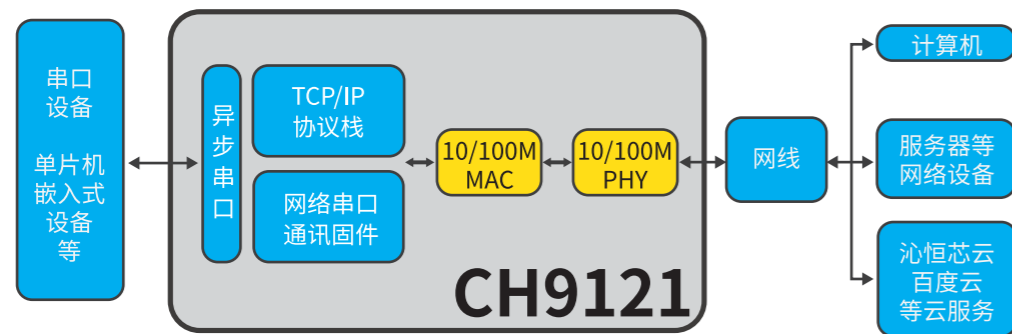 串口
设备
单片机
嵌入式
设备
等
异
步
串
口
TCP/IP
协议栈
网络串口
通讯固件
10/100M
MAC
10/100M
PHY
CH9121
网线
计算机
服务器等
网络设备
沁恒芯云
百度云
等云服务